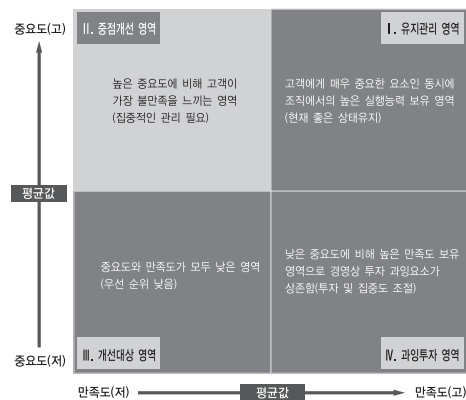 중요도(고)
Ⅱ. 중점개선 영역
Ⅰ. 유지관리 영역
높은 중요도에 비해 고객이
가장 불만족을 느끼는 영역
(집중적인 관리 필요)
고객에게 매우 중요한 요소인 동시에
조직에서의 높은 실행능력 보유 영역
(현재 좋은 상태유지)
평균값
중요도와 만족도가 모두 낮은 영역
(우선 순위 낮음)
낮은 중요도에 비해 높은 만족도 보유
영역으로 경영상 투자 과잉요소가
상존함(투자 및 집중도 조절)
중요도(저)
Ⅲ. 개선대상 영역
Ⅳ. 과잉투자 영역
만족도(저)
평균값
만족도(고)